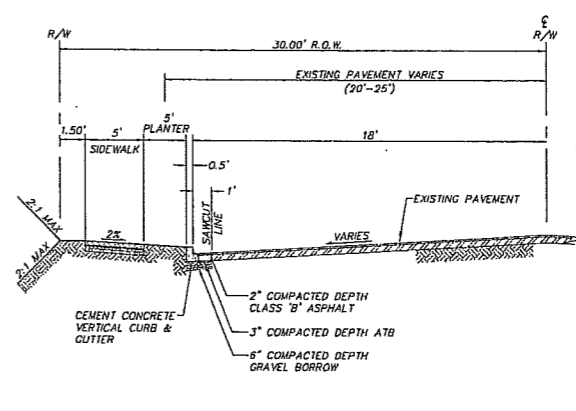 R/W
℄
R/W
30.00' R.O.W.
EXISTING PAVEMENT VARIES
(20'-25')
5'
PLANTER
1.50'
5'
SIDEWALK
18'
0.5'
1'
SAWCUT
LINE
2:1 MAX
2:1 MAX
2%
VARIES
EXISTING PAVEMENT
2" COMPACTED DEPTH
CLASS 'B' ASPHALT
CEMENT CONCRETE
VERTICAL CURB &
GUTTER
3" COMPACTED DEPTH ATB
6" COMPACTED DEPTH
GRAVEL BORROW